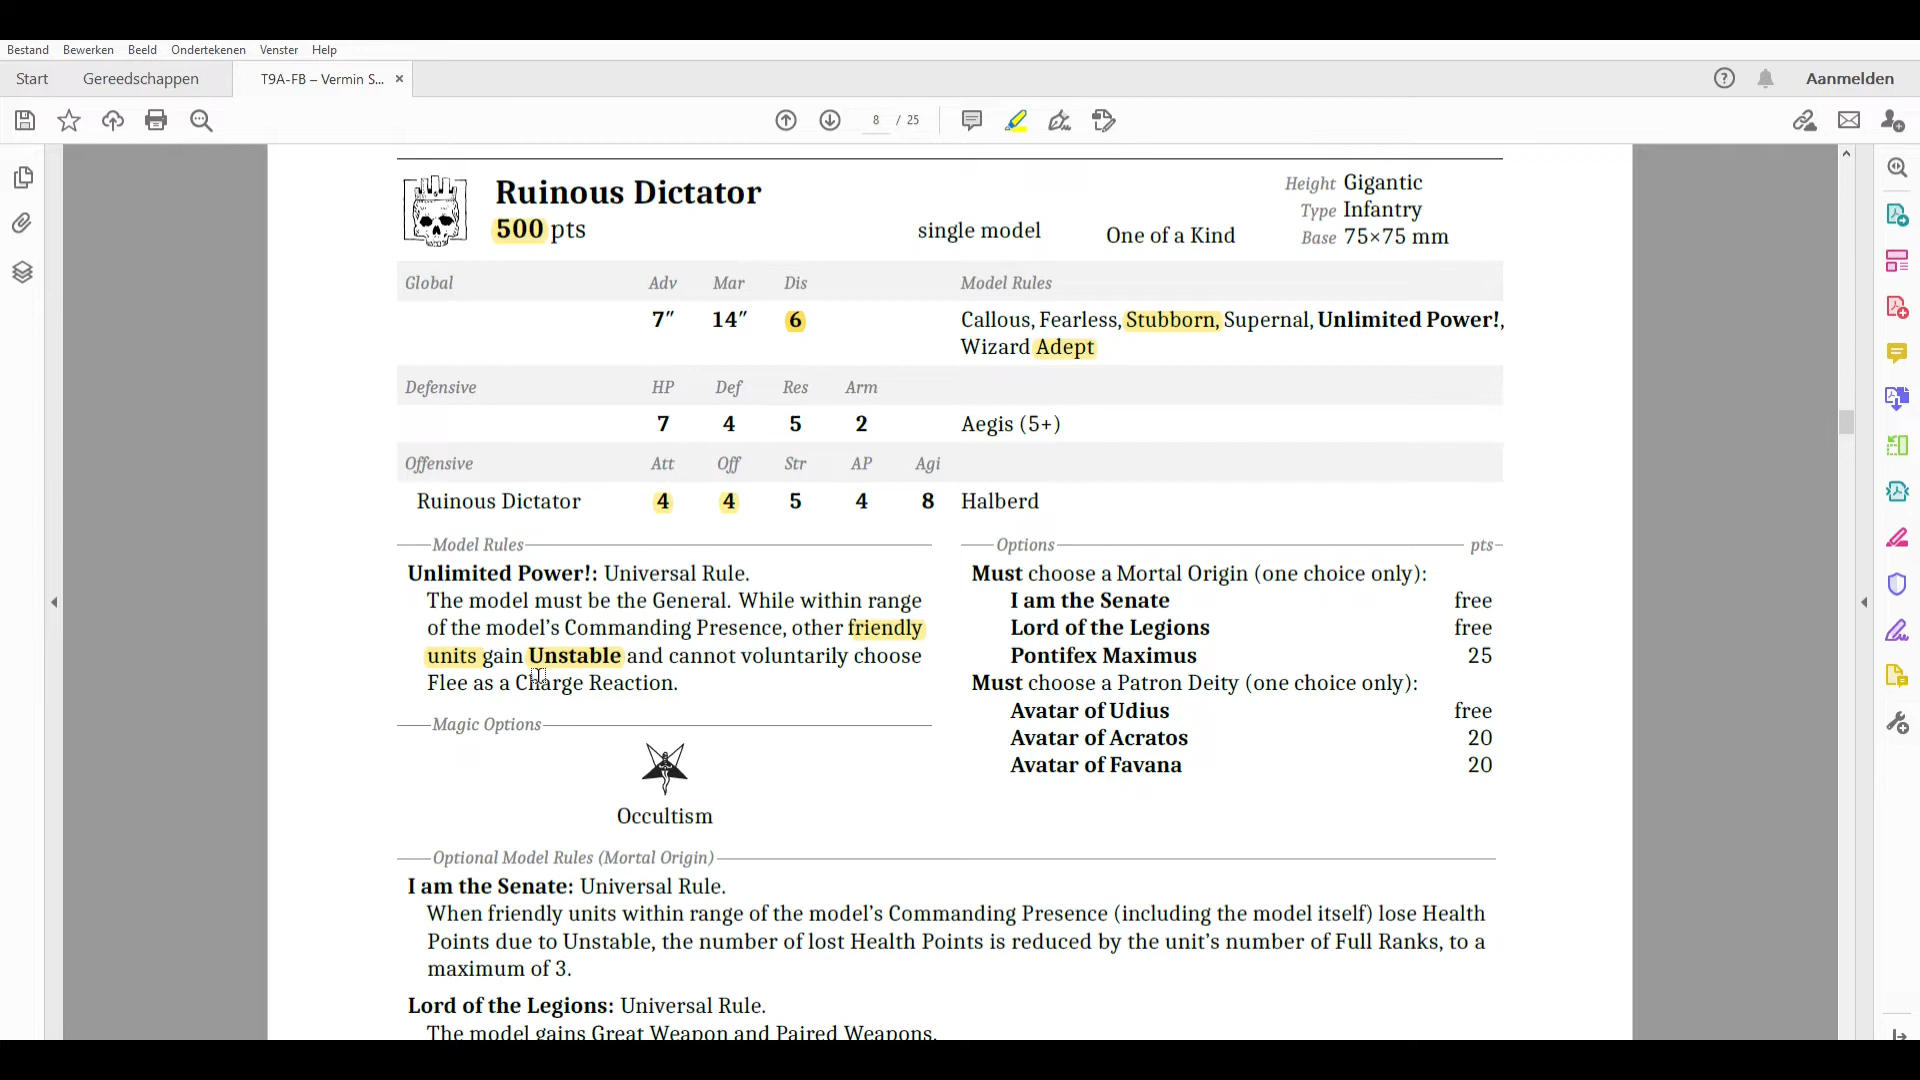 Bestand Bewerken Beeld Ondertekenen Venster Help
Start Gereedschappen T9A-FB – Vermin S... × Aanmelden
8 / 25
Ruinous Dictator
500 pts single model One of a Kind
Height Gigantic
Type Infantry
Base 75×75 mm
Global Adv Mar Dis Model Rules
7″ 14″ 6 Callous, Fearless, Stubborn, Supernal, Unlimited Power!,
Wizard Adept
Defensive HP Def Res Arm
7 4 5 2 Aegis (5+)
Offensive Att Off Str AP Agi
Ruinous Dictator 4 4 5 4 8 Halberd
Model Rules
Unlimited Power!: Universal Rule.
The model must be the General. While within range
of the model’s Commanding Presence, other friendly
units gain Unstable and cannot voluntarily choose
Flee as a Charge Reaction.
Magic Options
Occultism
Options pts
Must choose a Mortal Origin (one choice only):
I am the Senate free
Lord of the Legions free
Pontifex Maximus 25
Must choose a Patron Deity (one choice only):
Avatar of Udius free
Avatar of Acratos 20
Avatar of Favana 20
Optional Model Rules (Mortal Origin)
I am the Senate: Universal Rule.
When friendly units within range of the model’s Commanding Presence (including the model itself) lose Health
Points due to Unstable, the number of lost Health Points is reduced by the unit’s number of Full Ranks, to a
maximum of 3.
Lord of the Legions: Universal Rule.
The model gains Great Weapon and Paired Weapons.